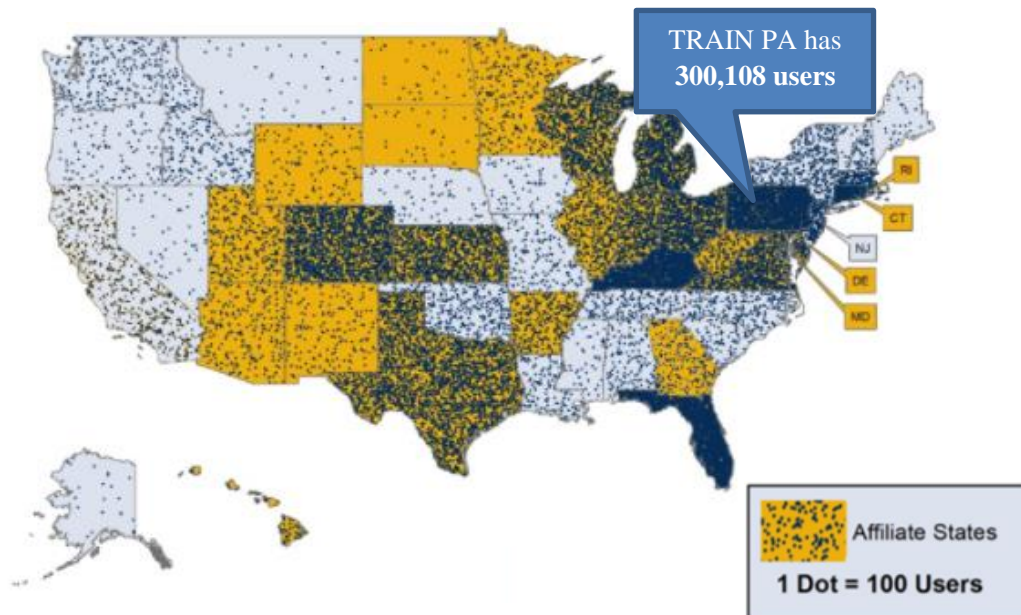 TRAIN PA has
300,108 users
RI
CT
NJ
DE
MD
Affiliate States
1 Dot = 100 Users